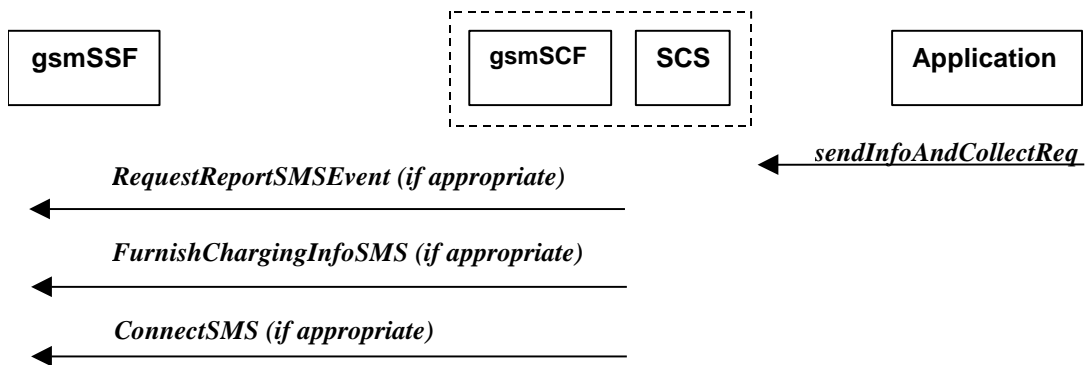 gsmSSF
gsmSCF
SCS
Application
sendInfoAndCollectReq
RequestReportSMSEvent (if appropriate)
FurnishChargingInfoSMS (if appropriate)
ConnectSMS (if appropriate)